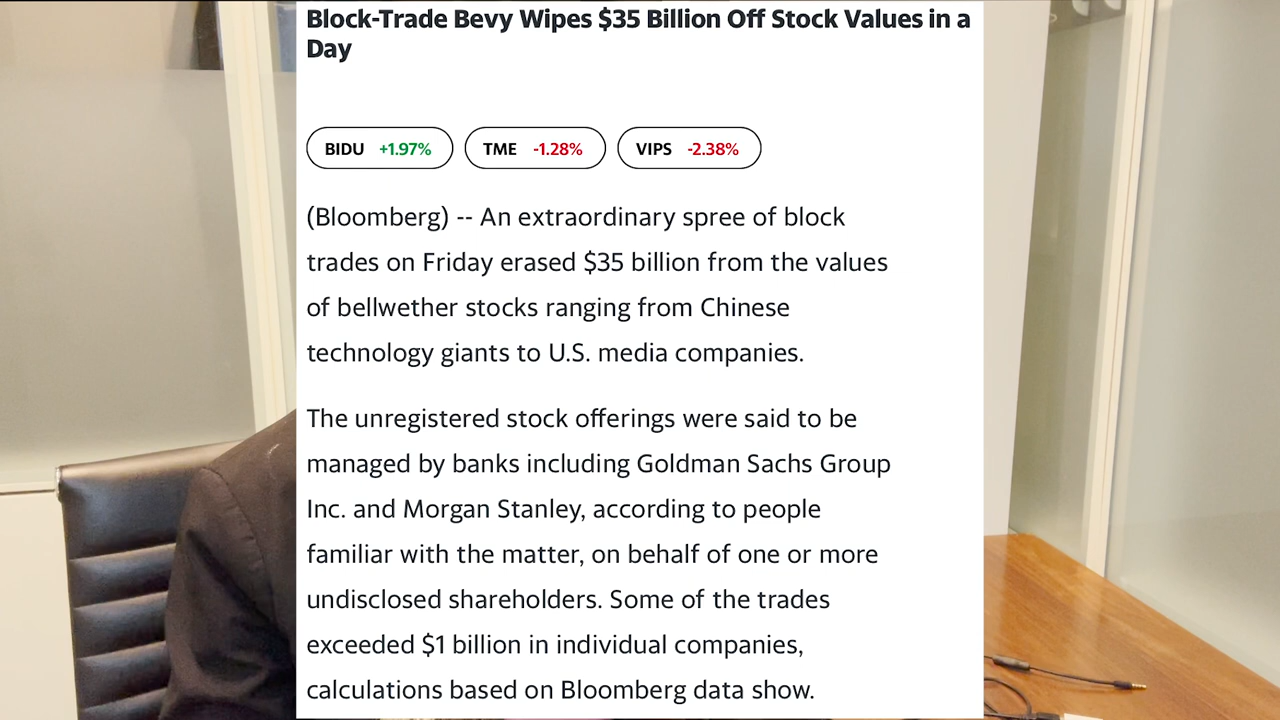 Block-Trade Bevy Wipes $35 Billion Off Stock Values in a
Day
BIDU +1.97% TME -1.28% VIPS -2.38%
(Bloomberg) -- An extraordinary spree of block
trades on Friday erased $35 billion from the values
of bellwether stocks ranging from Chinese
technology giants to U.S. media companies.
The unregistered stock offerings were said to be
managed by banks including Goldman Sachs Group
Inc. and Morgan Stanley, according to people
familiar with the matter, on behalf of one or more
undisclosed shareholders. Some of the trades
exceeded $1 billion in individual companies,
calculations based on Bloomberg data show.